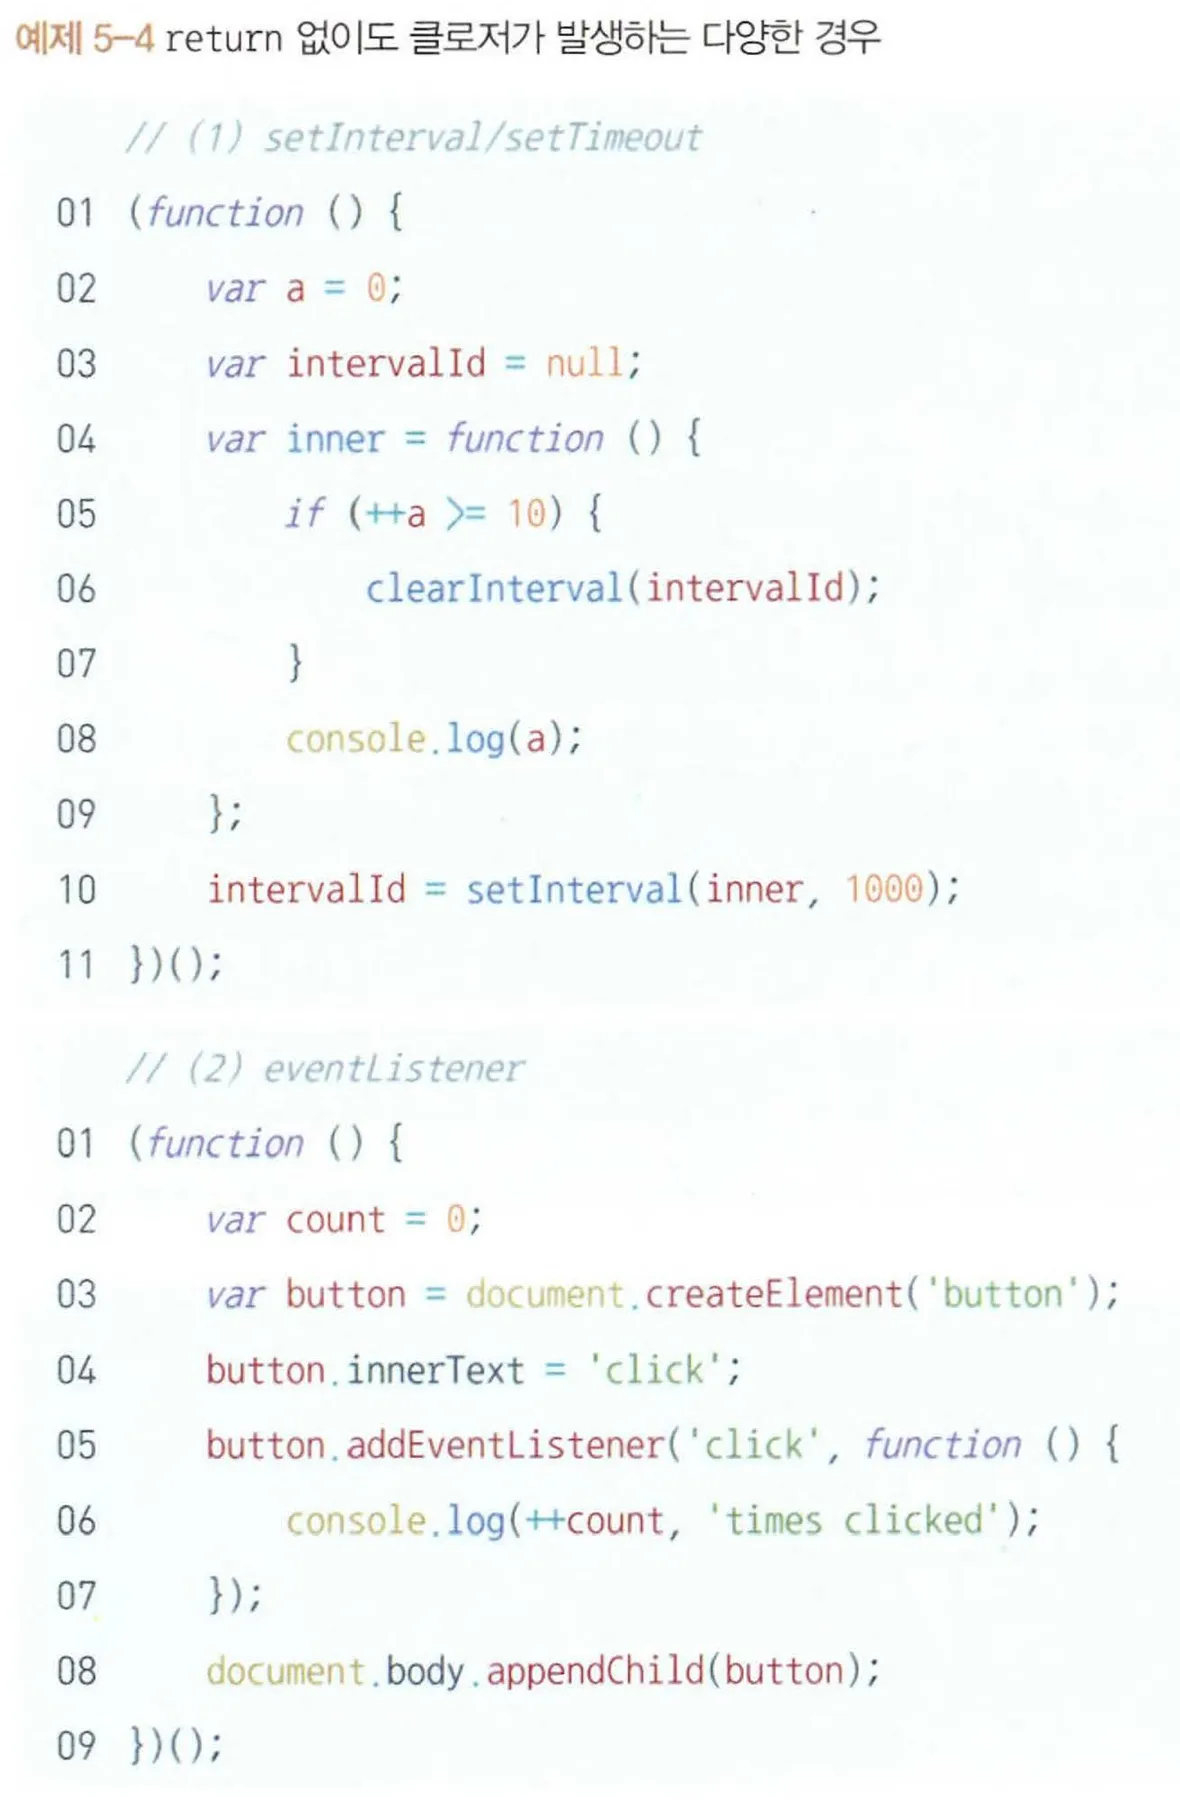 예제 5-4 return 없이도 클로저가 발생하는 다양한 경우
// (1) setInterval/setTimeout
01 (function () {
02 var a = 0;
03 var intervalId = null;
04 var inner = function () {
05 if (++a >= 10) {
06 clearInterval(intervalId);
07 }
08 console.log(a);
09 };
10 intervalId = setInterval(inner, 1000);
11 })();
// (2) eventListener
01 (function () {
02 var count = 0;
03 var button = document.createElement('button');
04 button.innerText = 'click';
05 button.addEventListener('click', function () {
06 console.log(++count, 'times clicked');
07 });
08 document.body.appendChild(button);
09 })();